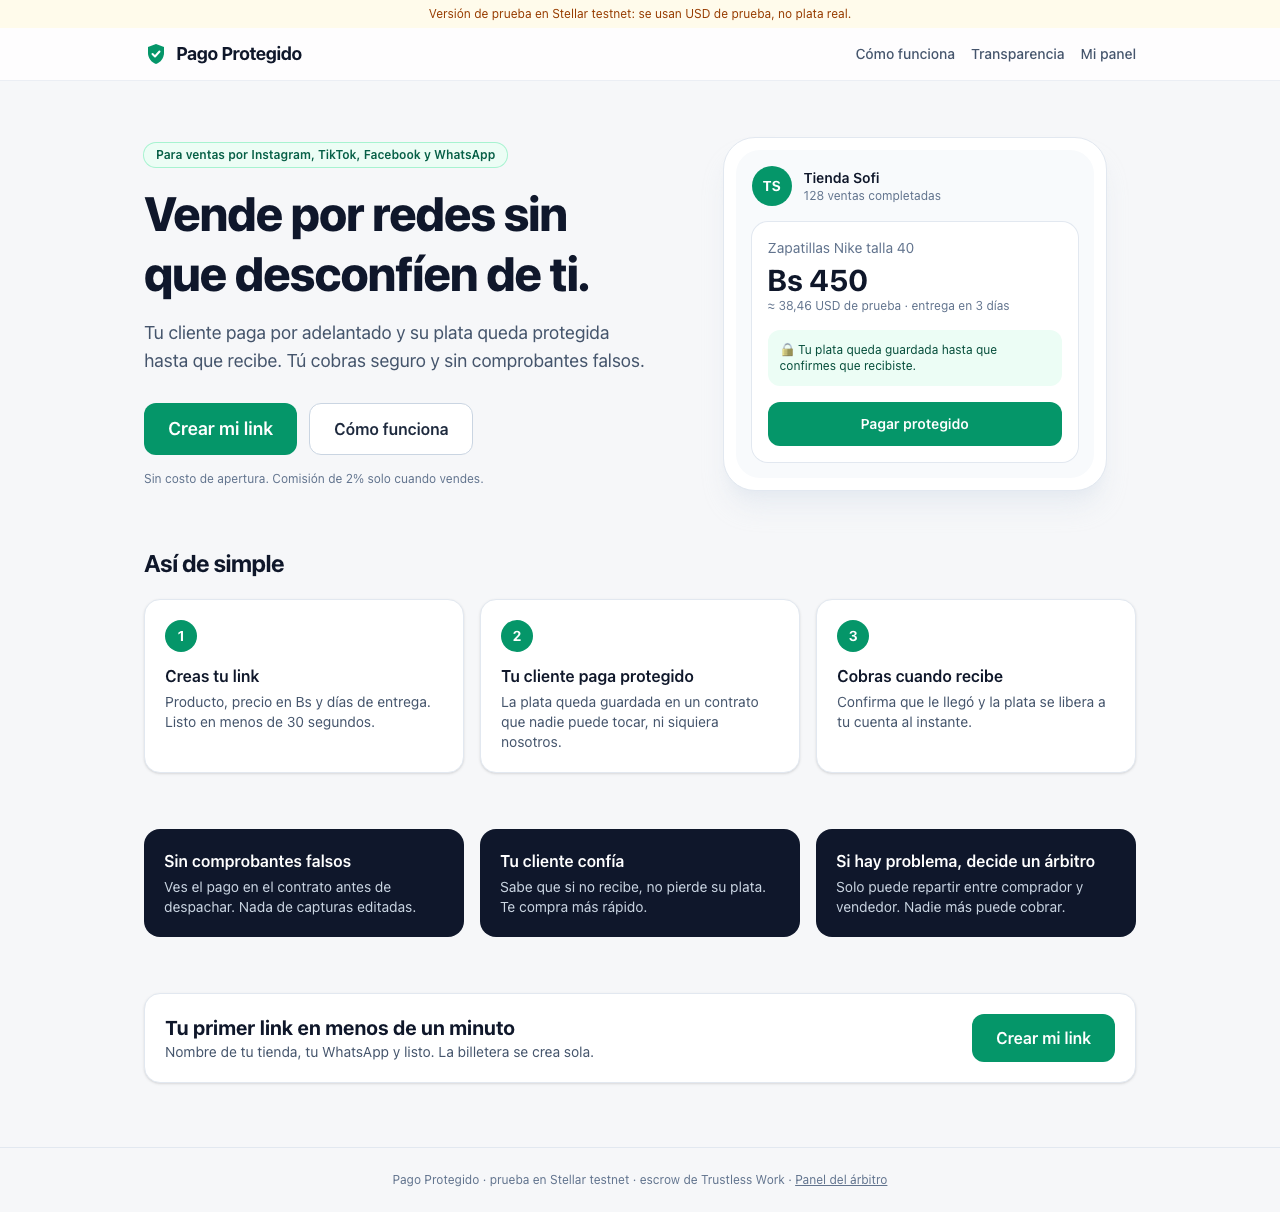 Versión de prueba en Stellar testnet: se usan USD de prueba, no plata real.
Pago Protegido
Cómo funciona
Transparencia
Mi panel
Para ventas por Instagram, TikTok, Facebook y WhatsApp
Vende por redes sin
que desconfíen de ti.
Tu cliente paga por adelantado y su plata queda protegida
hasta que recibe. Tú cobras seguro y sin comprobantes falsos.
Crear mi link
Cómo funciona
Sin costo de apertura. Comisión de 2% solo cuando vendes.
TS
Tienda Sofi
128 ventas completadas
Zapatillas Nike talla 40
Bs 450
≈ 38,46 USD de prueba · entrega en 3 días
🔒 Tu plata queda guardada hasta que
confirmes que recibiste.
Pagar protegido
Así de simple
1
Creas tu link
Producto, precio en Bs y días de entrega.
Listo en menos de 30 segundos.
2
Tu cliente paga protegido
La plata queda guardada en un contrato
que nadie puede tocar, ni siquiera
nosotros.
3
Cobras cuando recibe
Confirma que le llegó y la plata se libera a
tu cuenta al instante.
Sin comprobantes falsos
Ves el pago en el contrato antes de
despachar. Nada de capturas editadas.
Tu cliente confía
Sabe que si no recibe, no pierde su plata.
Te compra más rápido.
Si hay problema, decide un árbitro
Solo puede repartir entre comprador y
vendedor. Nadie más puede cobrar.
Tu primer link en menos de un minuto
Nombre de tu tienda, tu WhatsApp y listo. La billetera se crea sola.
Crear mi link
Pago Protegido · prueba en Stellar testnet · escrow de Trustless Work · Panel del árbitro